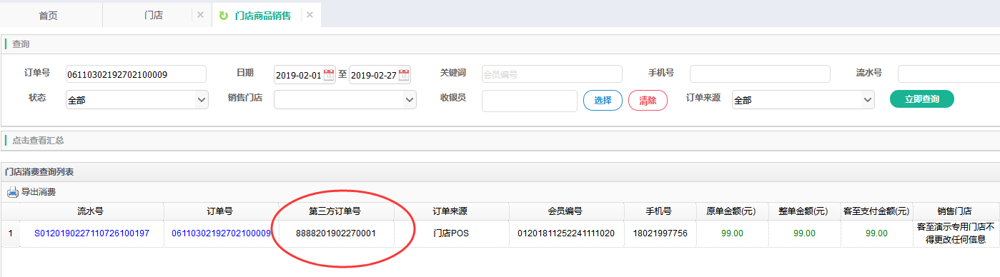 首页 门店 门店商品销售
查询
订单号 06110302192702100009 日期 2019-02-01 至 2019-02-27 关键词 会员编号 手机号 流水号
状态 全部 销售门店 收银员 选择 清除 订单来源 全部 立即查询
点击查看汇总
门店消费查询列表
导出消费
流水号 订单号 第三方订单号 订单来源 会员编号 手机号 原单金额(元) 整单金额(元) 客至支付金额(元) 销售门店
1 S0120190227110726100197 06110302192702100009 8888201902270001 门店POS 01201811252241111020 18021997756 99.00 99.00 99.00 客至演示专用门店不
得更改任何信息